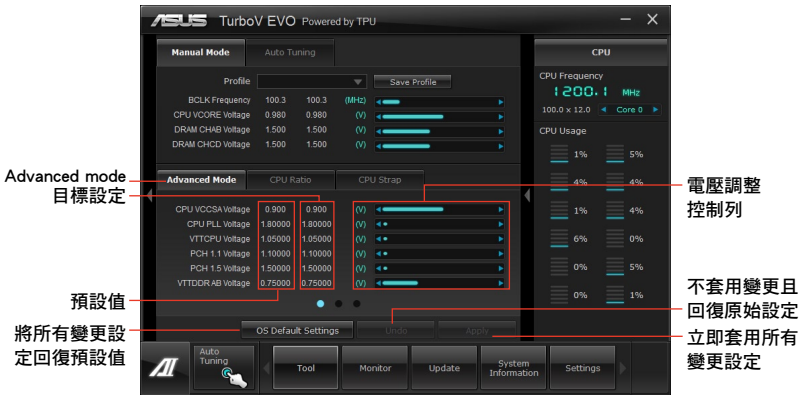 ASUS TurboV EVO Powered by TPU
Manual Mode Auto Tuning
Profile Save Profile
BCLK Frequency 100.3 100.3 (MHz)
CPU VCORE Voltage 0.980 0.980 (V)
DRAM CHAB Voltage 1.500 1.500 (V)
DRAM CHCD Voltage 1.500 1.500 (V)
Advanced Mode CPU Ratio CPU Strap
CPU VCCSA Voltage 0.900 0.900 (V)
CPU PLL Voltage 1.80000 1.80000 (V)
VTTCPU Voltage 1.05000 1.05000 (V)
PCH 1.1 Voltage 1.10000 1.10000 (V)
PCH 1.5 Voltage 1.50000 1.50000 (V)
VTTDDR AB Voltage 0.75000 0.75000 (V)
OS Default Settings Undo Apply
CPU
CPU Frequency
1200.1 MHz
100.0 x 12.0 Core 0
CPU Usage
1% 5%
4% 4%
1% 4%
6% 0%
0% 5%
0% 1%
AI
Auto
Tuning
Tool
Monitor
Update
System
Information
Settings
Advanced mode
目標設定
預設值
將所有變更設
定回復預設值
電壓調整
控制列
不套用變更且
回復原始設定
立即套用所有
變更設定